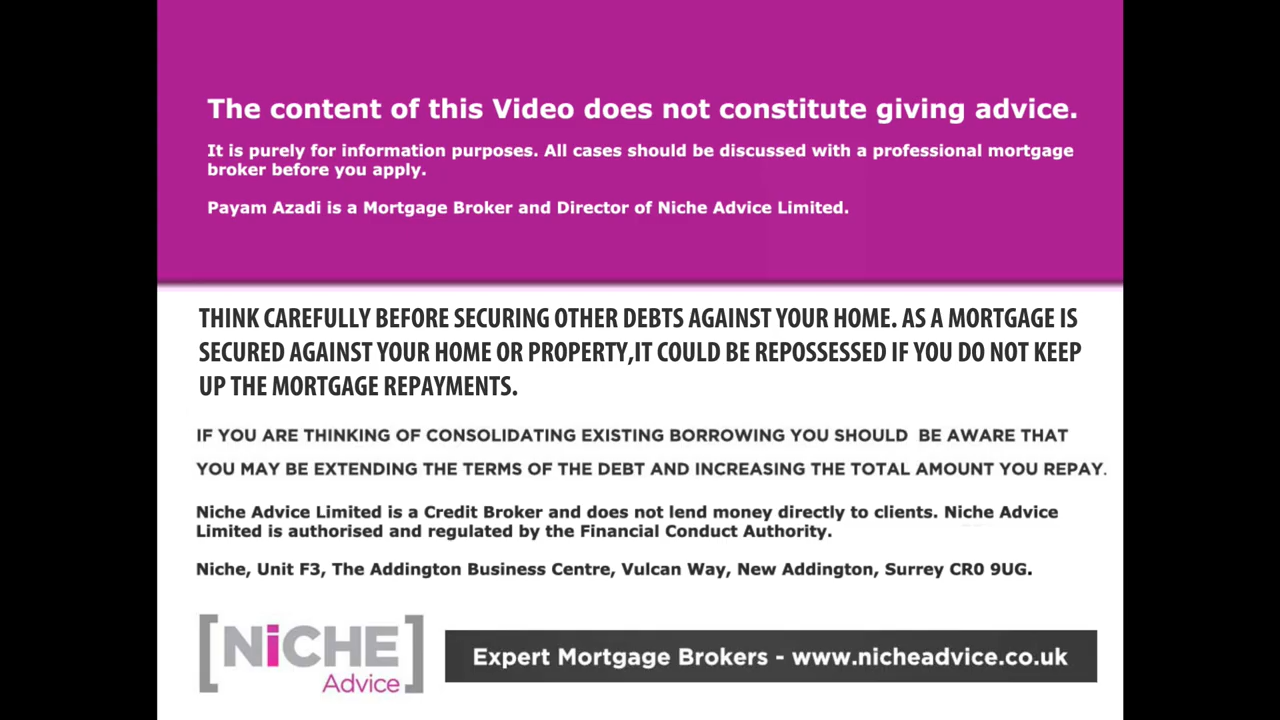 The content of this Video does not constitute giving advice.
It is purely for information purposes. All cases should be discussed with a professional mortgage
broker before you apply.
Payam Azadi is a Mortgage Broker and Director of Niche Advice Limited.
THINK CAREFULLY BEFORE SECURING OTHER DEBTS AGAINST YOUR HOME. AS A MORTGAGE IS
SECURED AGAINST YOUR HOME OR PROPERTY,IT COULD BE REPOSSESSED IF YOU DO NOT KEEP
UP THE MORTGAGE REPAYMENTS.
IF YOU ARE THINKING OF CONSOLIDATING EXISTING BORROWING YOU SHOULD BE AWARE THAT
YOU MAY BE EXTENDING THE TERMS OF THE DEBT AND INCREASING THE TOTAL AMOUNT YOU REPAY.
Niche Advice Limited is a Credit Broker and does not lend money directly to clients. Niche Advice
Limited is authorised and regulated by the Financial Conduct Authority.
Niche, Unit F3, The Addington Business Centre, Vulcan Way, New Addington, Surrey CR0 9UG.
[NiCHE
Advice]
Expert Mortgage Brokers - www.nicheadvice.co.uk